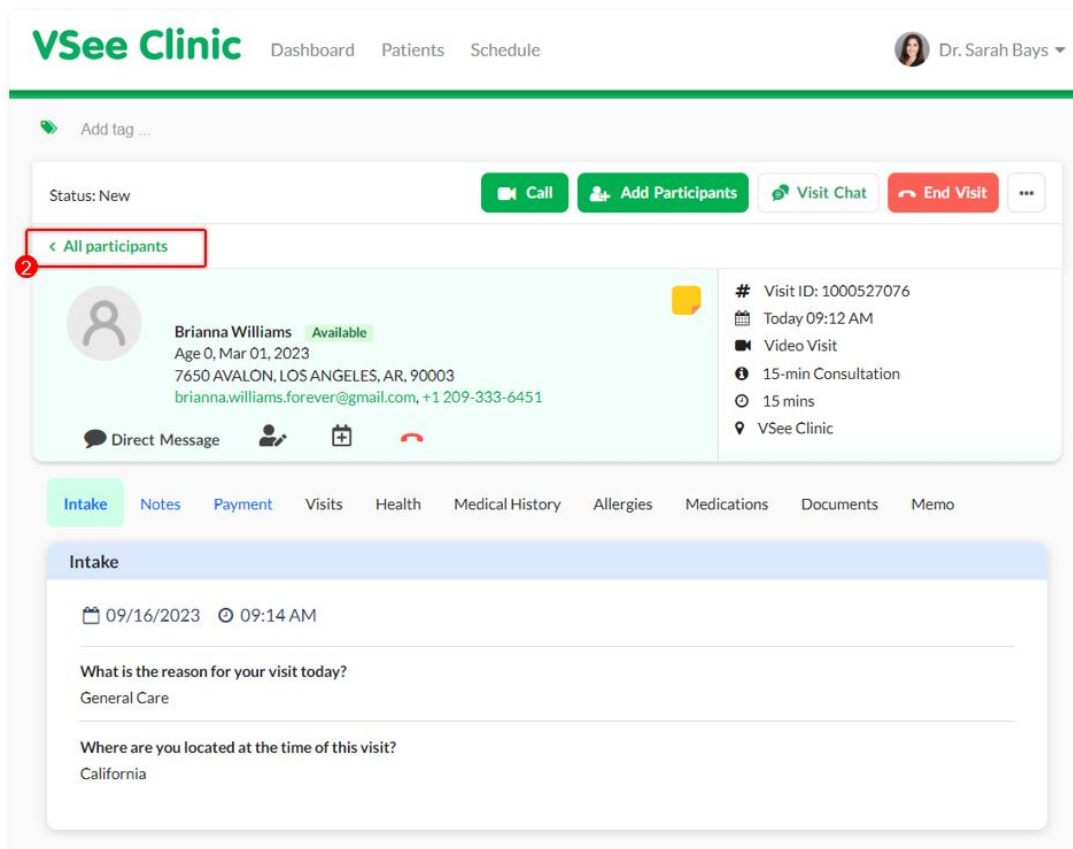 VSee Clinic Dashboard Patients Schedule Dr. Sarah Bays
Add tag ...
Status: New Call Add Participants Visit Chat End Visit ...
< All participants
2
Brianna Williams Available
Age 0, Mar 01, 2023
7650 AVALON, LOS ANGELES, AR, 90003
brianna.williams.forever@gmail.com, +1 209-333-6451
Direct Message
# Visit ID: 1000527076
Today 09:12 AM
Video Visit
15-min Consultation
15 mins
VSee Clinic
Intake Notes Payment Visits Health Medical History Allergies Medications Documents Memo
Intake
09/16/2023 09:14 AM
What is the reason for your visit today?
General Care
Where are you located at the time of this visit?
California